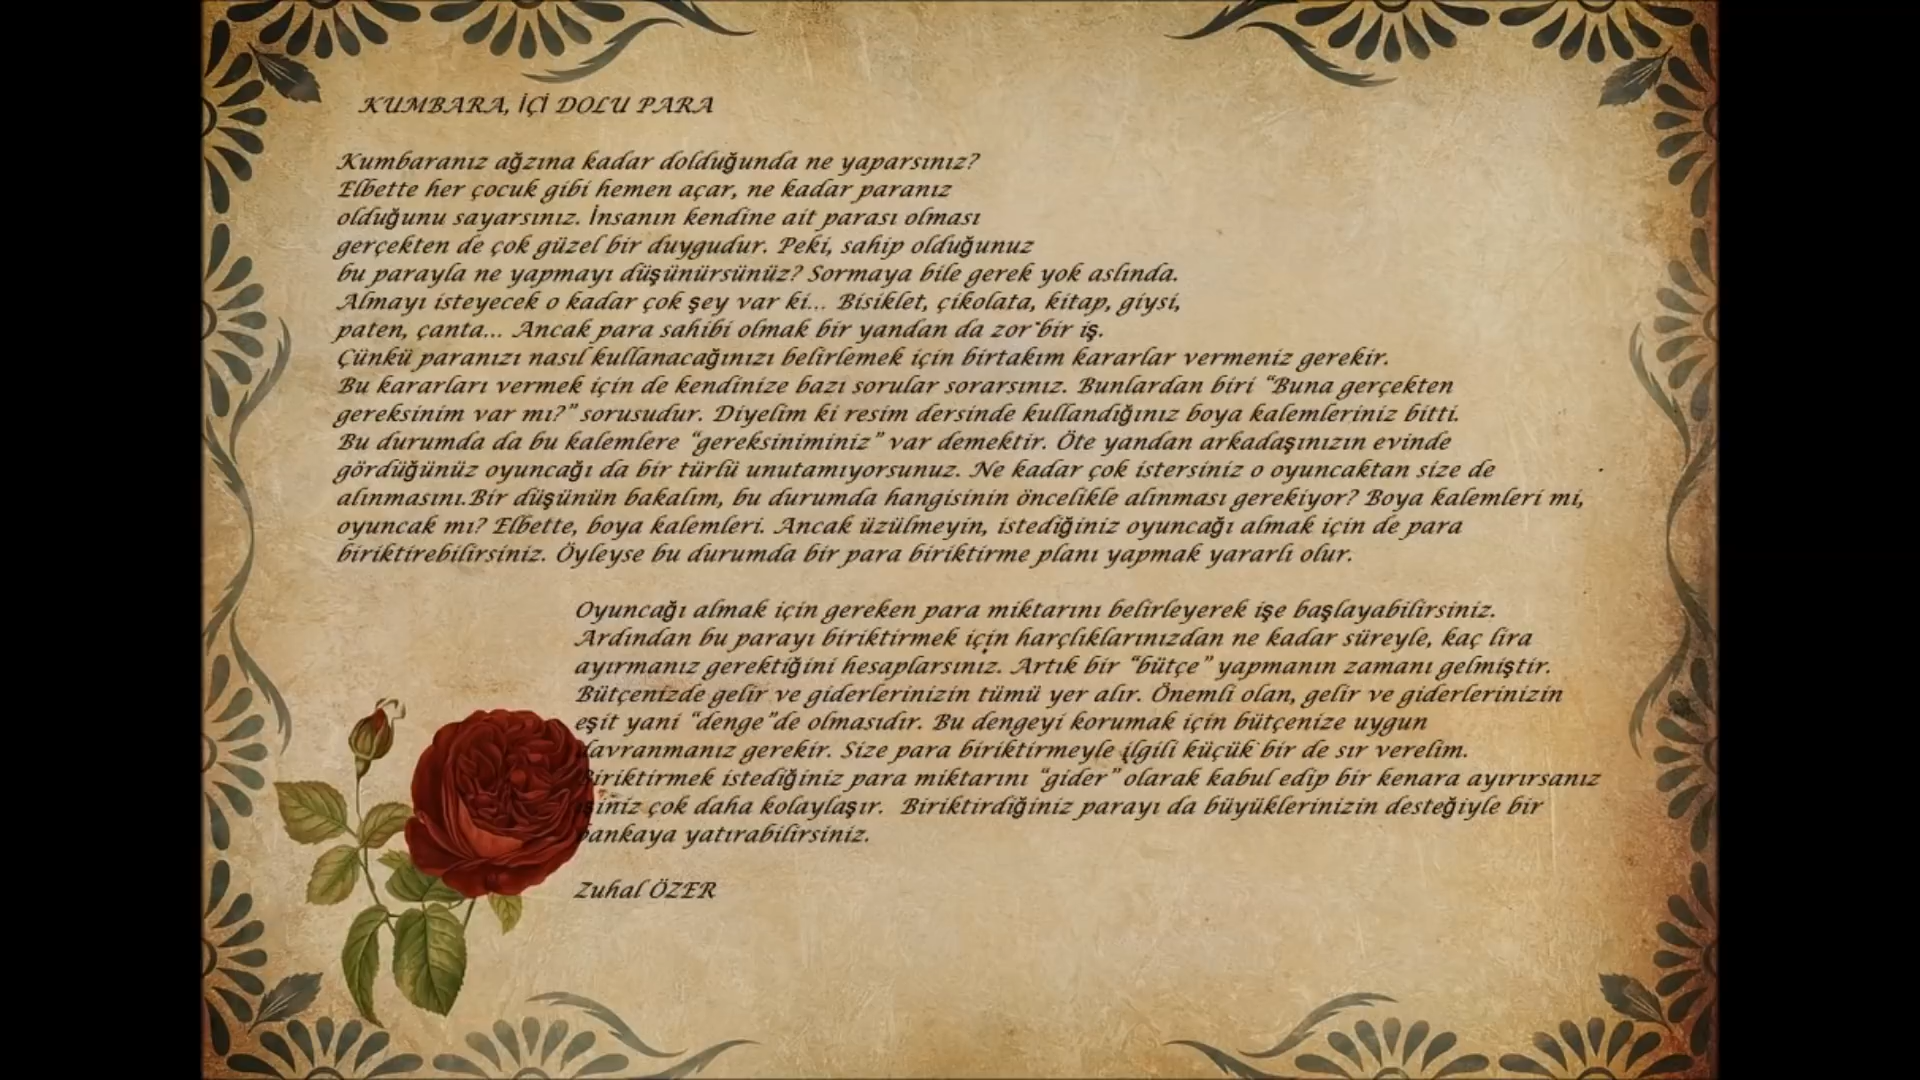 KUMBARA, İÇİ DOLU PARA
Kumbaranız ağzına kadar dolduğunda ne yaparsınız?
Elbette her çocuk gibi hemen açar, ne kadar paranız
olduğunu sayarsınız. İnsanın kendine ait parası olması
gerçekten de çok güzel bir duygudur. Peki, sahip olduğunuz
bu parayla ne yapmayı düşünürsünüz? Sormaya bile gerek yok aslında.
Almayı isteyecek o kadar çok şey var ki... Bisiklet, çikolata, kitap, giysi,
paten, çanta... Ancak para sahibi olmak bir yandan da zor bir iş.
Çünkü paranızı nasıl kullanacağınızı belirlemek için birtakım kararlar vermeniz gerekir.
Bu kararları vermek için de kendinize bazı sorular sorarsınız. Bunlardan biri “Buna gerçekten
gereksinim var mı?” sorusudur. Diyelim ki resim dersinde kullandığınız boya kalemleriniz bitti.
Bu durumda da bu kalemlere “gereksiniminiz” var demektir. Öte yandan arkadaşınızın evinde
gördüğünüz oyuncağı da bir türlü unutamıyorsunuz. Ne kadar çok istersiniz o oyuncaktan size de
alınmasını.Bir düşünün bakalım, bu durumda hangisinin öncelikle alınması gerekiyor? Boya kalemleri mi,
oyuncak mı? Elbette, boya kalemleri. Ancak üzülmeyin, istediğiniz oyuncağı almak için de para
biriktirebilirsiniz. Öyleyse bu durumda bir para biriktirme planı yapmak yararlı olur.
Oyuncağı almak için gereken para miktarını belirleyerek işe başlayabilirsiniz.
Ardından bu parayı biriktirmek için harçlıklarınızdan ne kadar süreyle, kaç lira
ayırmanız gerektiğini hesaplarsınız. Artık bir “bütçe” yapmanın zamanı gelmiştir.
Bütçenizde gelir ve giderlerinizin tümü yer alır. Önemli olan, gelir ve giderlerinizin
eşit yani “denge”de olmasıdır. Bu dengeyi korumak için bütçenize uygun
davranmanız gerekir. Size para biriktirmeyle ilgili küçük bir de sır verelim.
Biriktirmek istediğiniz para miktarını “gider” olarak kabul edip bir kenara ayırırsanız
işiniz çok daha kolaylaşır. Biriktirdiğiniz parayı da büyüklerinizin desteğiyle bir
bankaya yatırabilirsiniz.
Zuhal ÖZER